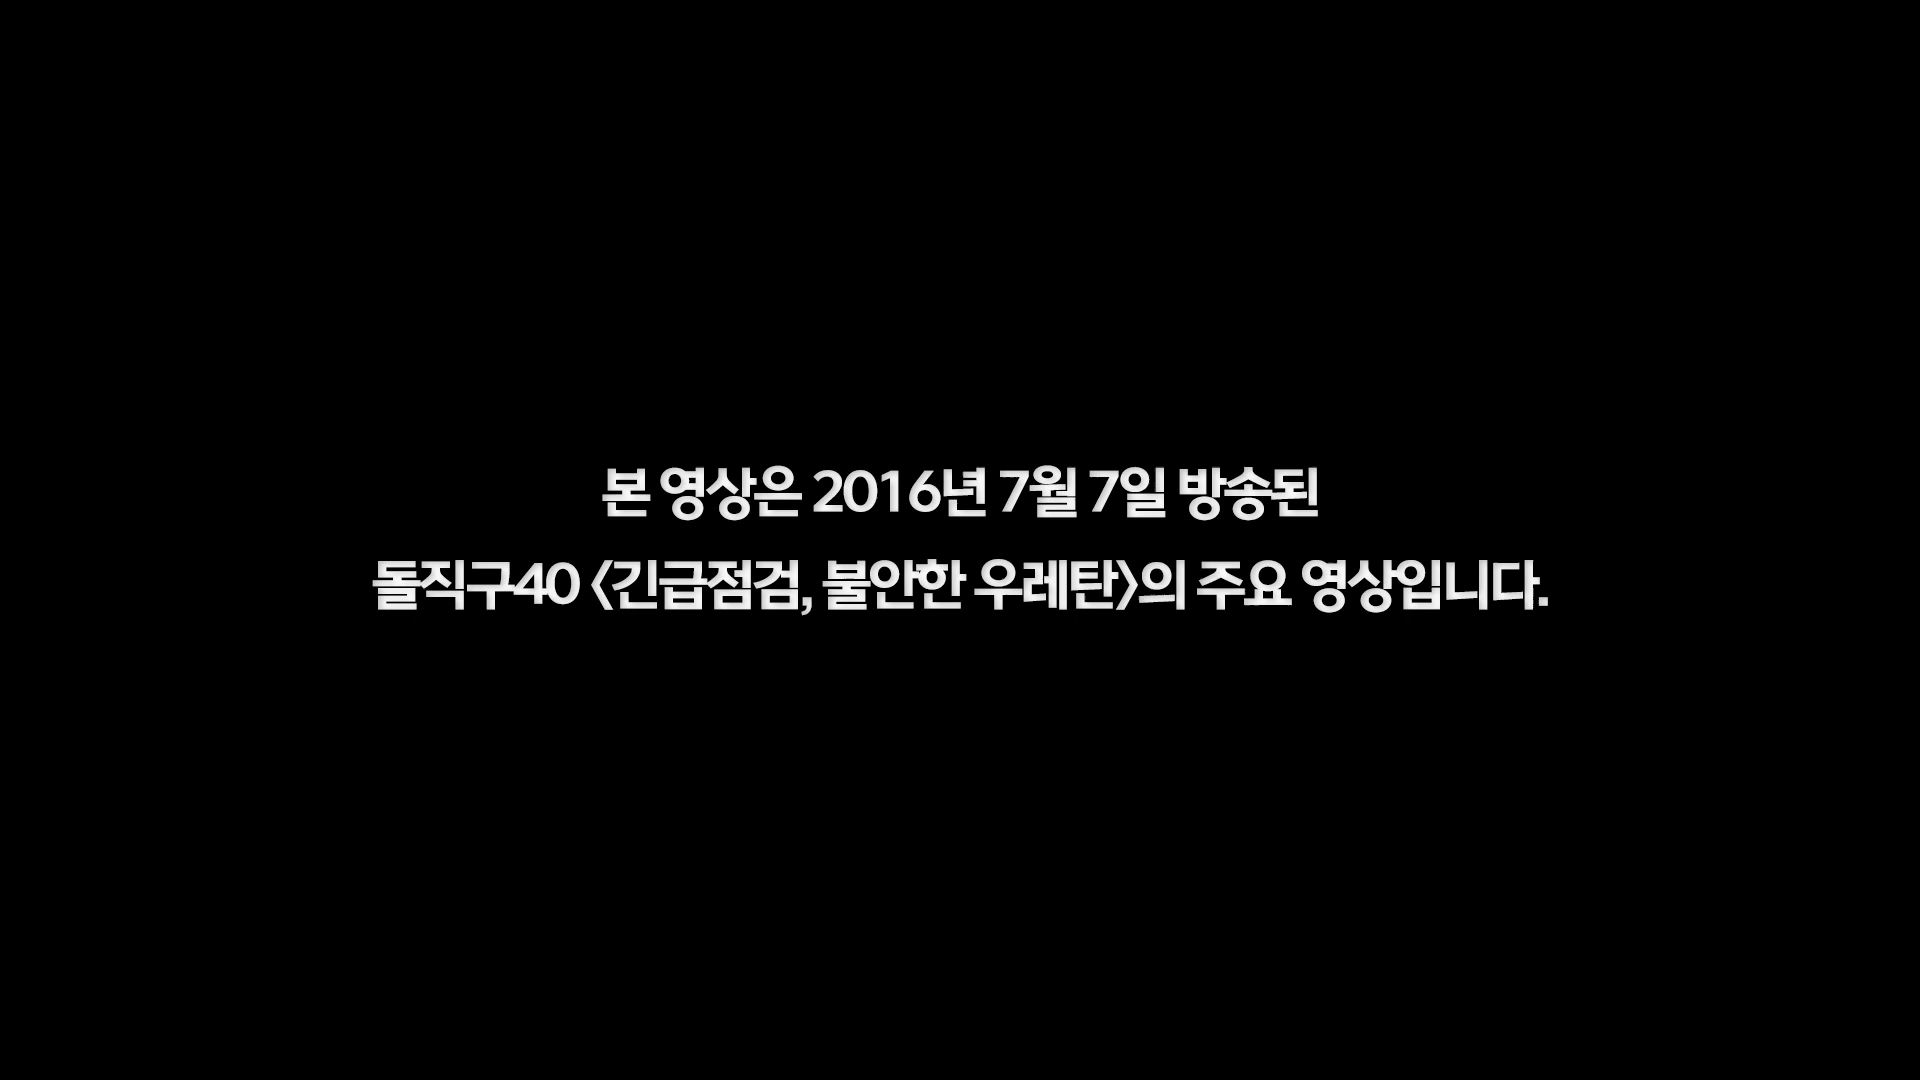 본 영상은 2016년 7월 7일 방송된
돌직구40 <긴급점검, 불안한 우레탄>의 주요 영상입니다.